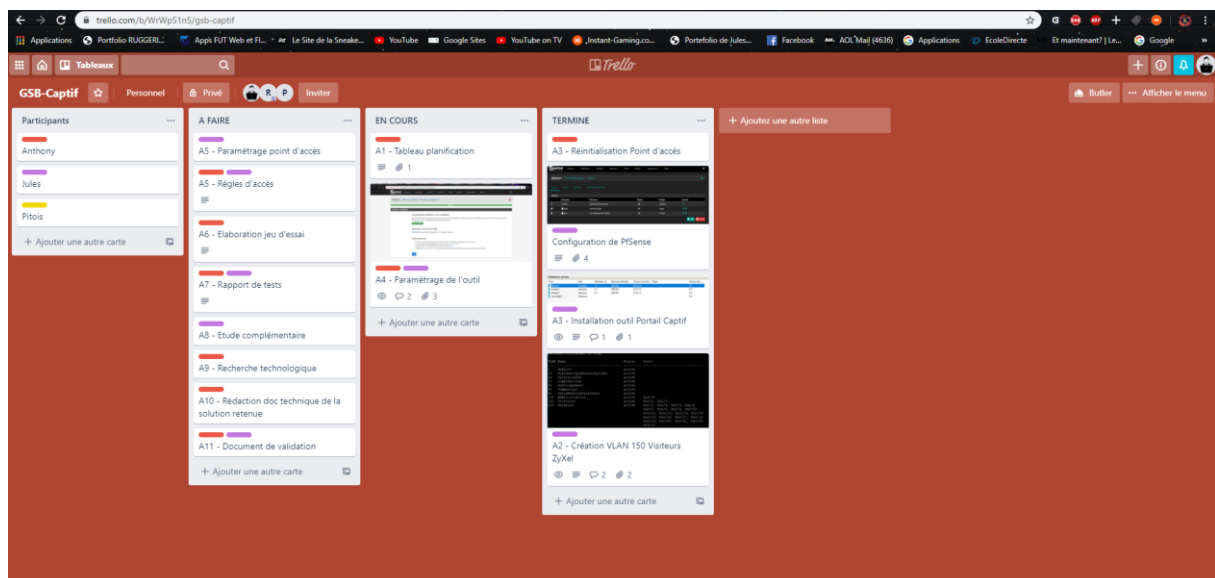 trello.com/b/WrWpS1n5/gsb-captif
Applications
Portfolio RUGGERI...
App's FUT Web et Fl...
Le Site de la Sneake...
YouTube
Google Sites
YouTube on TV
Instant-Gaming.co...
Portefolio de Jules...
Facebook
AOL Mail (4636)
Applications
EcoleDirecte
Et maintenant? | Le...
Google
»
Tableaux
Trello
GSB-Captif
Personnel
Privé
R
P
Inviter
Butler
Afficher le menu
Participants
Anthony
Jules
Pitois
+ Ajouter une autre carte
A FAIRE
A5 - Paramétrage point d'accès
A5 - Règles d'accès
A6 - Elaboration jeu d'essai
A7 - Rapport de tests
A8 - Etude complémentaire
A9 - Recherche technologique
A10 - Rédaction doc technique de la
solution retenue
A11 - Document de validation
+ Ajouter une autre carte
EN COURS
A1 - Tableau planification
1
A4 - Paramétrage de l'outil
2 3
+ Ajouter une autre carte
TERMINE
A3 - Réinitialisation Point d'accès
Configuration de PfSense
4
A3 - Installation outil Portail Captif
1 1
A2 - Création VLAN 150 Visiteurs
ZyXel
2 2
+ Ajouter une autre carte
+ Ajoutez une autre liste